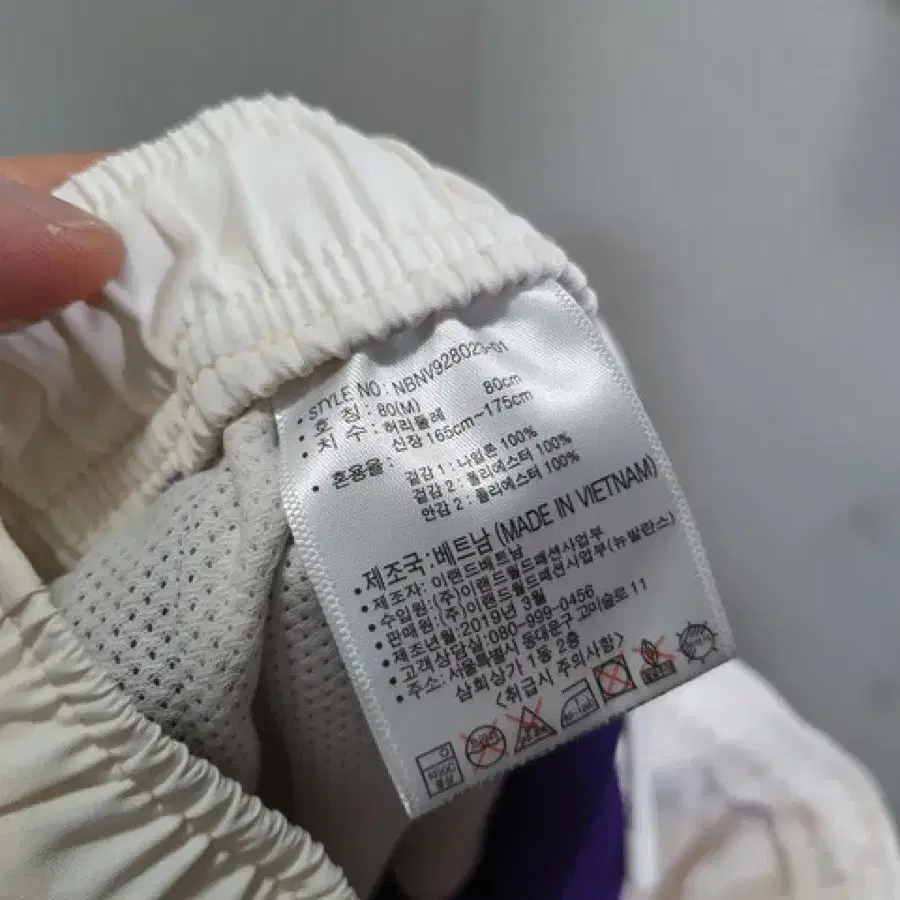 • STYLE NO : NBNV928023-01
• 호 칭 : 80(M)
• 치 수 : 허리둘레 80cm
신장 165cm~175cm
• 혼용율 : 겉감 1 : 나일론 100%
겉감 2 : 폴리에스터 100%
안감 2 : 폴리에스터 100%
• 제조국 : 베트남 (MADE IN VIETNAM)
• 제조자 : 이랜드베트남
• 수입원 : (주)이랜드월드패션사업부
• 판매원 : (주)이랜드월드패션사업부(뉴발란스)
• 제조년월 : 2019년 3월
• 고객상담실 : 080-999-0456
• 주소 : 서울특별시 동대문구 고미술로 11
삼희상가 1동 2층
<취급시 주의사항>